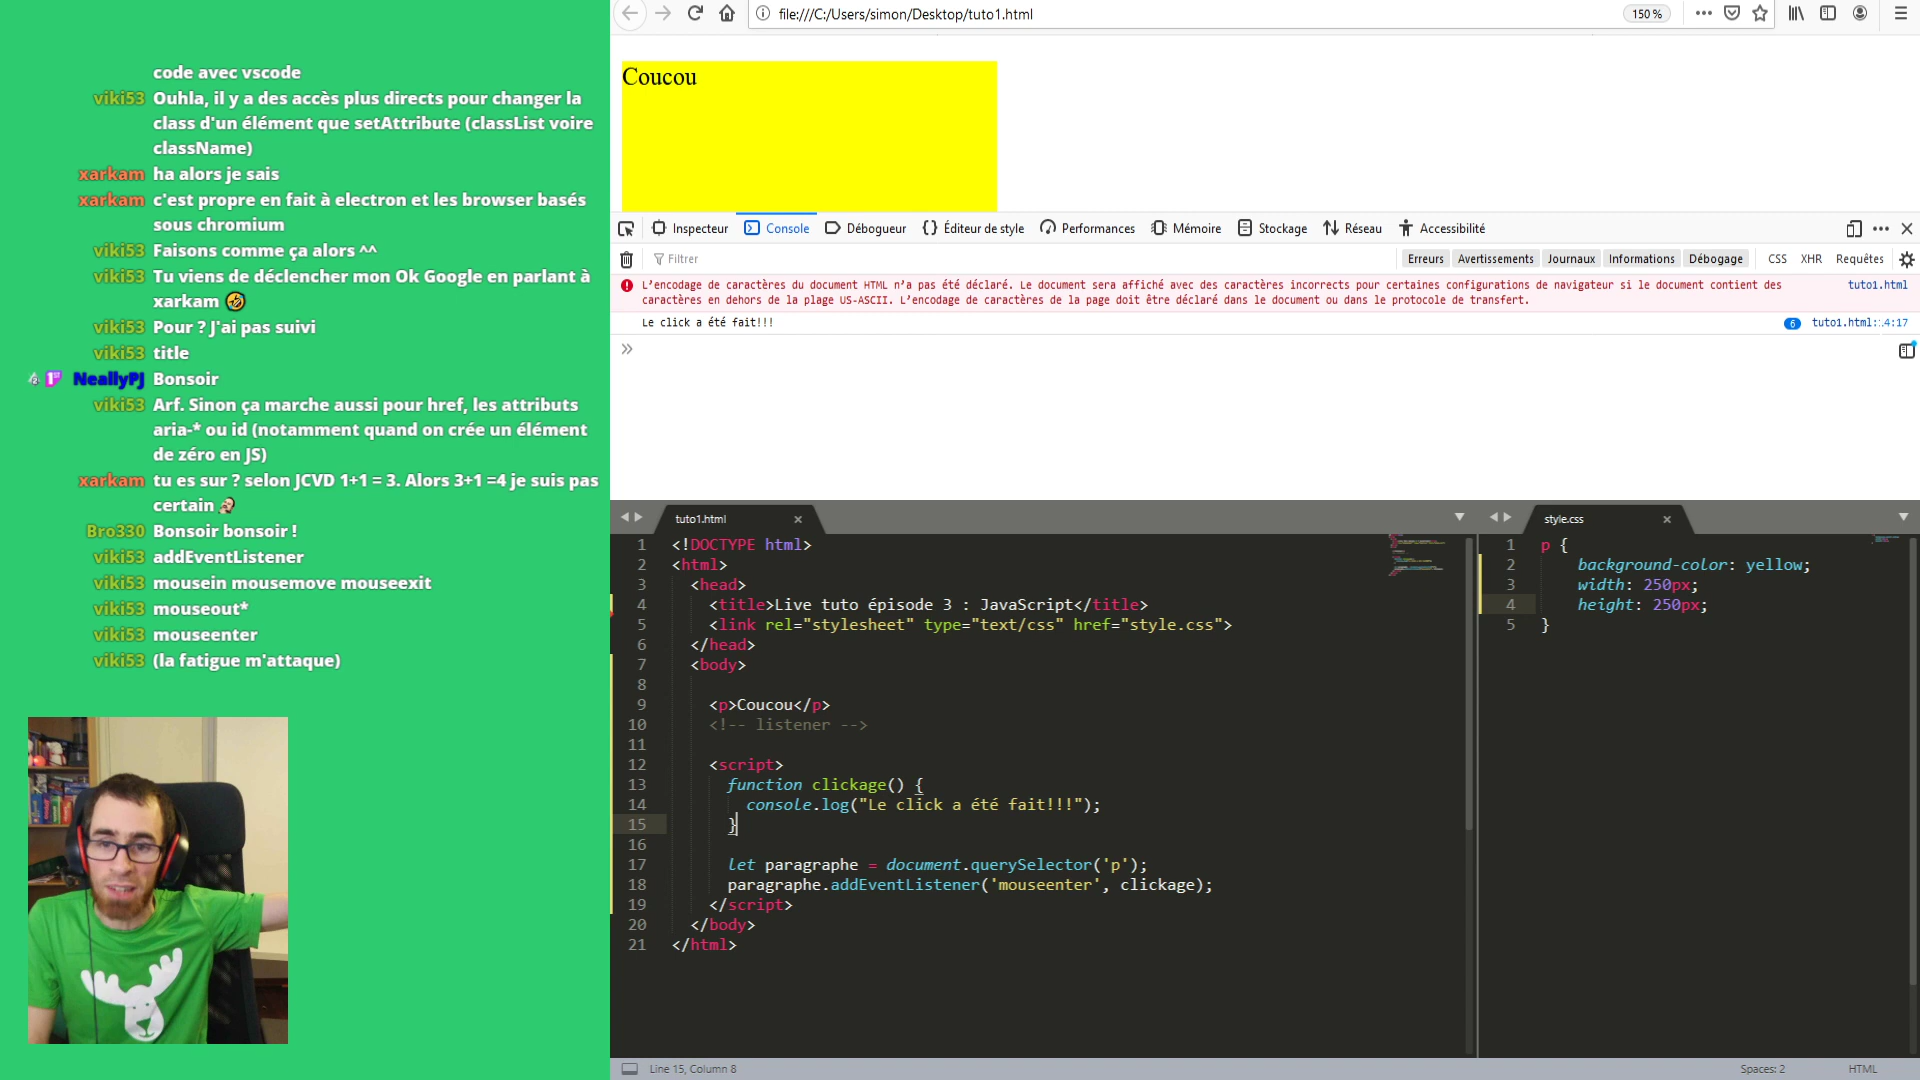 code avec vscode
viki53 Ouhla, il y a des accès plus directs pour changer la
class d'un élément que setAttribute (classList voire
className)
xarkam ha alors je sais
xarkam c'est propre en fait à electron et les browser basés
sous chromium
viki53 Faisons comme ça alors ^^
viki53 Tu viens de déclencher mon Ok Google en parlant à
xarkam 🤣
viki53 Pour ? J'ai pas suivi
viki53 title
NeallyPJ Bonsoir
viki53 Arf. Sinon ça marche aussi pour href, les attributs
aria-* ou id (notamment quand on crée un élément
de zéro en JS)
xarkam tu es sur ? selon JCVD 1+1 = 3. Alors 3+1 =4 je suis pas
certain
Bro330 Bonsoir bonsoir !
viki53 addEventListener
viki53 mousein mousemove mouseexit
viki53 mouseout*
viki53 mouseenter
viki53 (la fatigue m'attaque)
file:///C:/Users/simon/Desktop/tuto1.html
150 %
Coucou
Inspecteur Console Débogueur Éditeur de style Performances Mémoire Stockage Réseau Accessibilité
Filtrer
Erreurs Avertissements Journaux Informations Débogage CSS XHR Requêtes
L'encodage de caractères du document HTML n'a pas été déclaré. Le document sera affiché avec des caractères incorrects pour certaines configurations de navigateur si le document contient des tuto1.html
caractères en dehors de la plage US-ASCII. L'encodage de caractères de la page doit être déclaré dans le document ou dans le protocole de transfert.
Le click a été fait!!! 6 tuto1.html:14:17
tuto1.html
1 <!DOCTYPE html>
2 <html>
3 <head>
4 <title>Live tuto épisode 3 : JavaScript</title>
5 <link rel="stylesheet" type="text/css" href="style.css">
6 </head>
7 <body>
8
9 <p>Coucou</p>
10 <!-- listener -->
11
12 <script>
13 function clickage() {
14 console.log("Le click a été fait!!!");
15 }
16
17 let paragraphe = document.querySelector('p');
18 paragraphe.addEventListener('mouseenter', clickage);
19 </script>
20 </body>
21 </html>
style.css
1 p {
2 background-color: yellow;
3 width: 250px;
4 height: 250px;
5 }
Line 15, Column 8
Spaces: 2
HTML